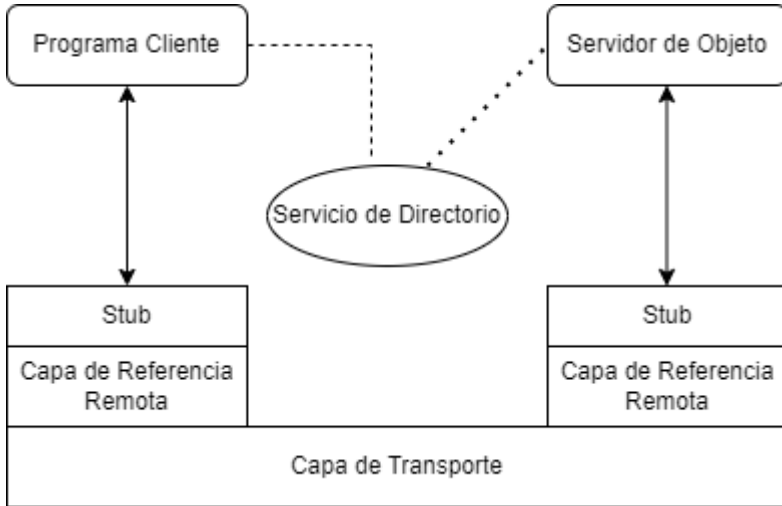 Programa Cliente
Servidor de Objeto
Servicio de Directorio
Stub
Stub
Capa de Referencia
Remota
Capa de Referencia
Remota
Capa de Transporte